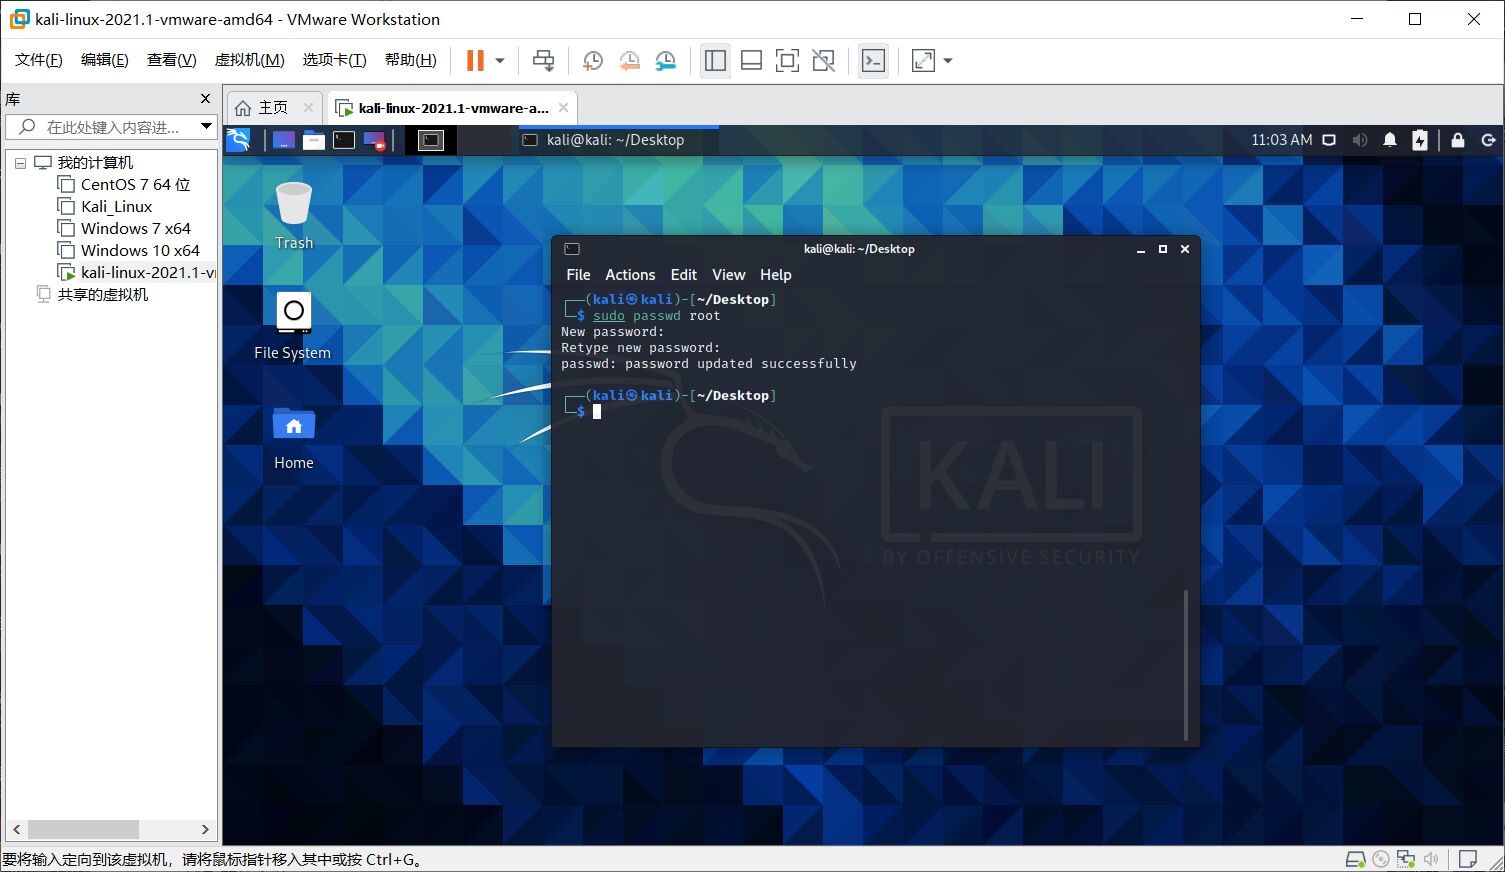 kali-linux-2021.1-vmware-amd64 - VMware Workstation
文件(F) 编辑(E) 查看(V) 虚拟机(M) 选项卡(T) 帮助(H)
库
主页
kali-linux-2021.1-vmware-a...
在此处键入内容进...
kali@kali: ~/Desktop
11:03 AM
我的计算机
CentOS 7 64 位
Kali_Linux
Windows 7 x64
Windows 10 x64
kali-linux-2021.1-v
共享的虚拟机
Trash
File System
Home
kali@kali: ~/Desktop
File Actions Edit View Help
┌──(kali㉿kali)-[~/Desktop]
└─$ sudo passwd root
New password:
Retype new password:
passwd: password updated successfully
┌──(kali㉿kali)-[~/Desktop]
└─$
KALI
BY OFFENSIVE SECURITY
要将输入定向到该虚拟机，请将鼠标指针移入其中或按 Ctrl+G。